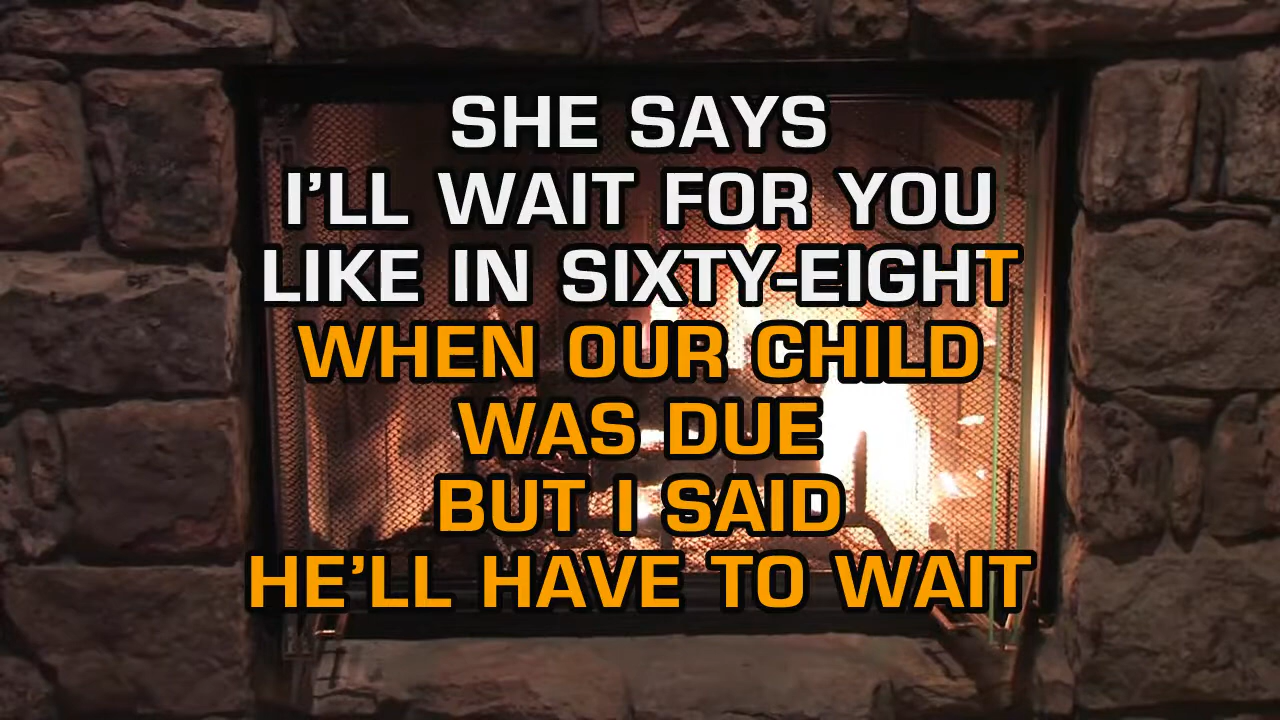 SHE SAYS
I'LL WAIT FOR YOU
LIKE IN SIXTY-EIGHT
WHEN OUR CHILD
WAS DUE
BUT I SAID
HE'LL HAVE TO WAIT